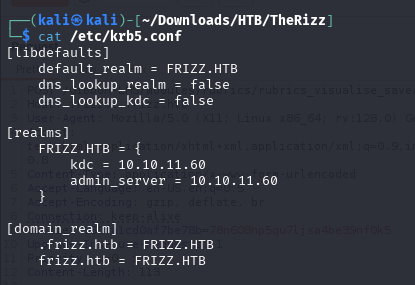 ┌──(kali㉿kali)-[~/Downloads/HTB/TheRizz]
└─$ cat /etc/krb5.conf
[libdefaults]
    default_realm = FRIZZ.HTB
    dns_lookup_realm = false
    dns_lookup_kdc = false
[realms]
    FRIZZ.HTB = {
        kdc = 10.10.11.60
        admin_server = 10.10.11.60
    }
[domain_realm]
    .frizz.htb = FRIZZ.HTB
    frizz.htb = FRIZZ.HTB